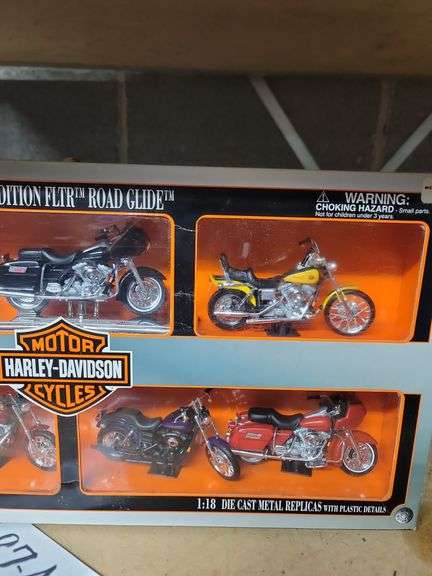 DITION FLTR™ ROAD GLIDE™
WARNING:
CHOKING HAZARD - Small parts.
Not for children under 3 years
MOTOR
HARLEY-DAVIDSON
CYCLES
1:18 DIE CAST METAL REPLICAS WITH PLASTIC DETAILS